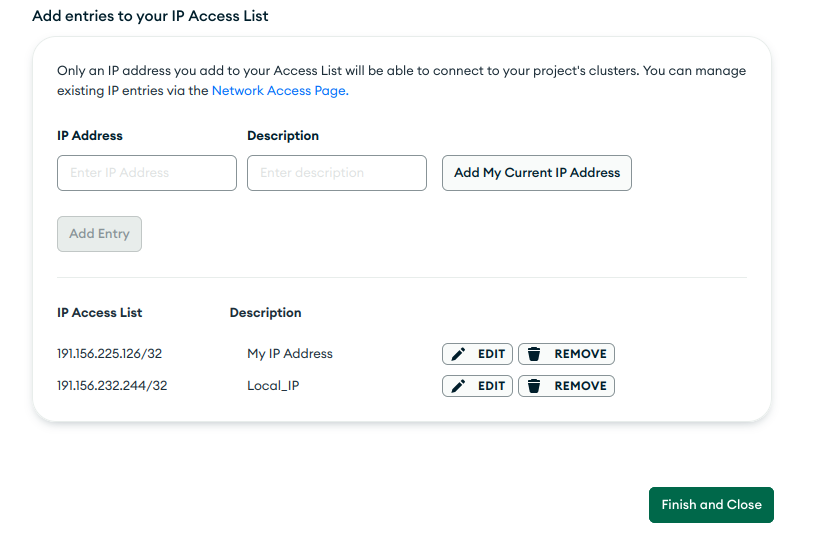 Add entries to your IP Access List
Only an IP address you add to your Access List will be able to connect to your project's clusters. You can manage
existing IP entries via the Network Access Page.
IP Address
Description
Enter IP Address
Enter description
Add My Current IP Address
Add Entry
IP Access List
Description
191.156.225.126/32
My IP Address
EDIT
REMOVE
191.156.232.244/32
Local_IP
EDIT
REMOVE
Finish and Close